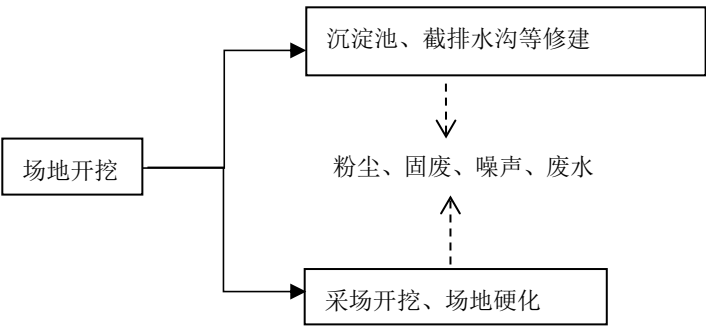 沉淀池、截排水沟等修建
场地开挖
粉尘、固废、噪声、废水
采场开挖、场地硬化